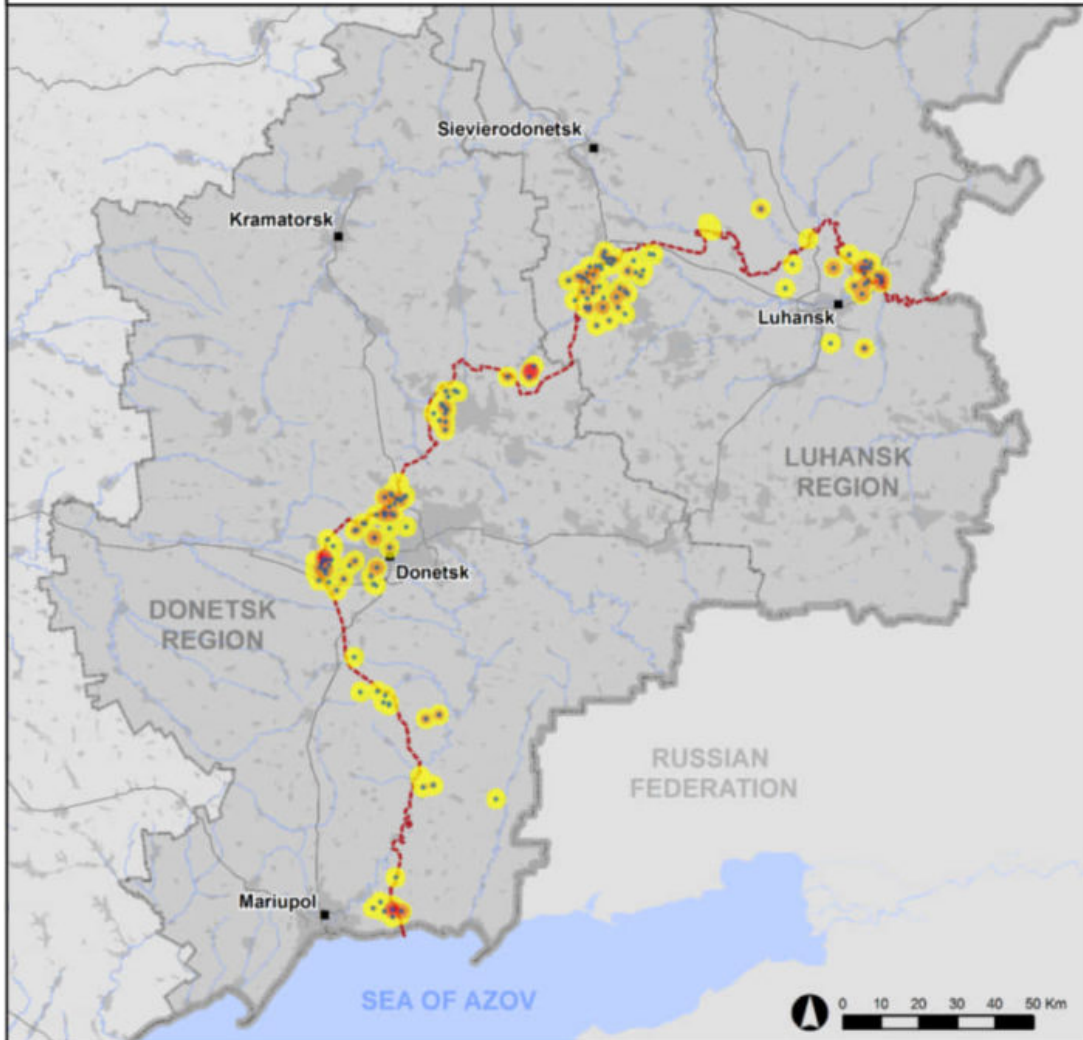 Sievierodonetsk
Kramatorsk
Luhansk
LUHANSK
REGION
Donetsk
DONETSK
REGION
RUSSIAN
FEDERATION
Mariupol
SEA OF AZOV
0 10 20 30 40 50 Km